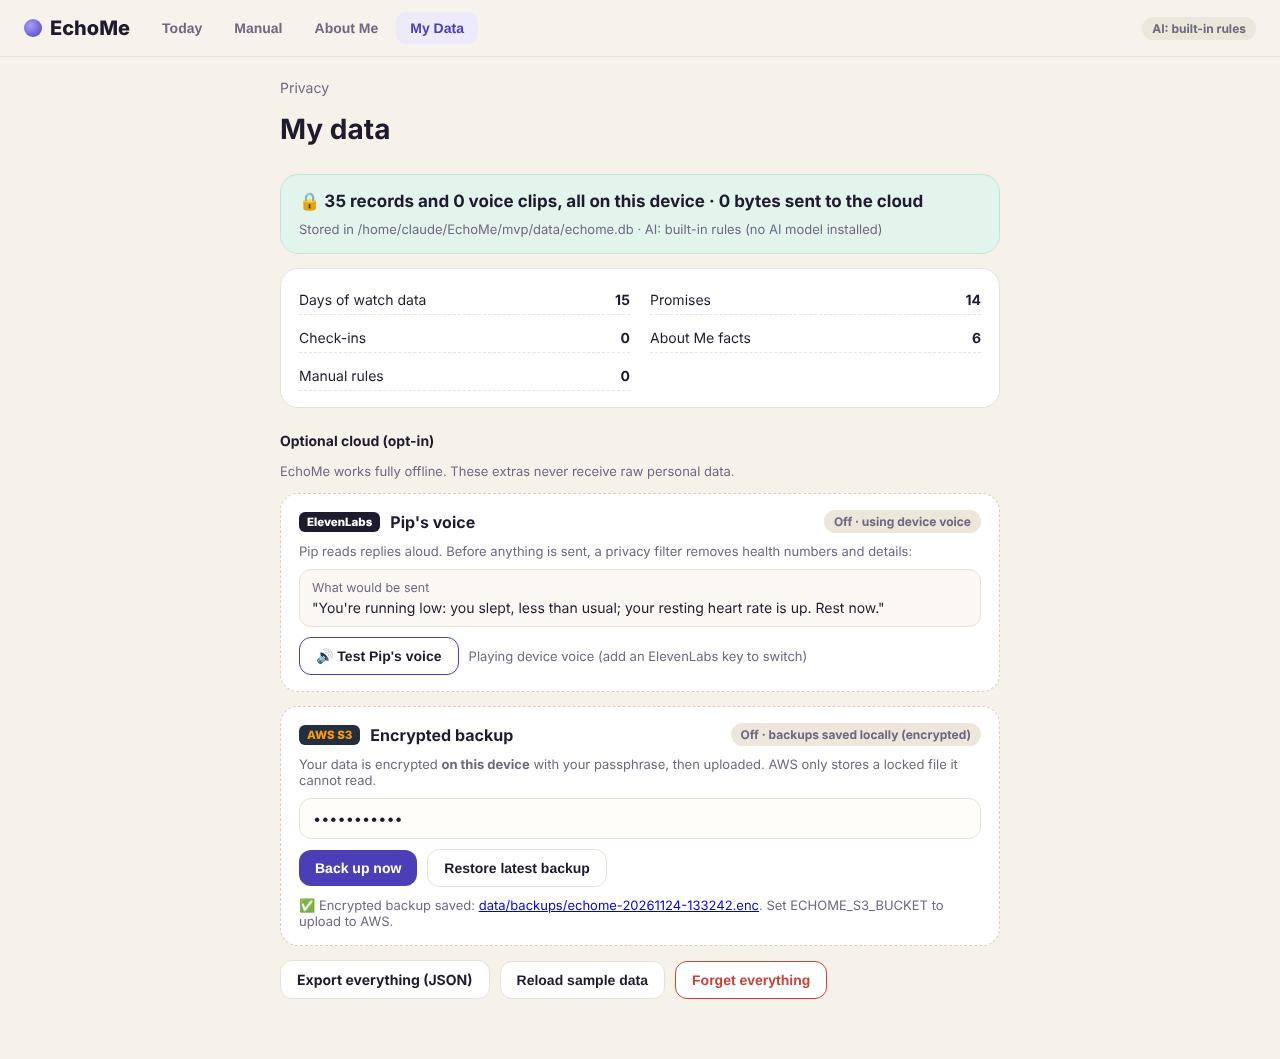 EchoMe
Today
Manual
About Me
My Data
AI: built-in rules
Privacy
My data
🔒 35 records and 0 voice clips, all on this device · 0 bytes sent to the cloud
Stored in /home/claude/EchoMe/mvp/data/echome.db · AI: built-in rules (no AI model installed)
Days of watch data 15
Promises 14
Check-ins 0
About Me facts 6
Manual rules 0
Optional cloud (opt-in)
EchoMe works fully offline. These extras never receive raw personal data.
ElevenLabs Pip's voice
Off · using device voice
Pip reads replies aloud. Before anything is sent, a privacy filter removes health numbers and details:
What would be sent
"You're running low: you slept, less than usual; your resting heart rate is up. Rest now."
🔊 Test Pip's voice
Playing device voice (add an ElevenLabs key to switch)
AWS S3 Encrypted backup
Off · backups saved locally (encrypted)
Your data is encrypted on this device with your passphrase, then uploaded. AWS only stores a locked file it
cannot read.
•••••••••••
Back up now
Restore latest backup
✅ Encrypted backup saved: data/backups/echome-20261124-133242.enc. Set ECHOME_S3_BUCKET to
upload to AWS.
Export everything (JSON)
Reload sample data
Forget everything